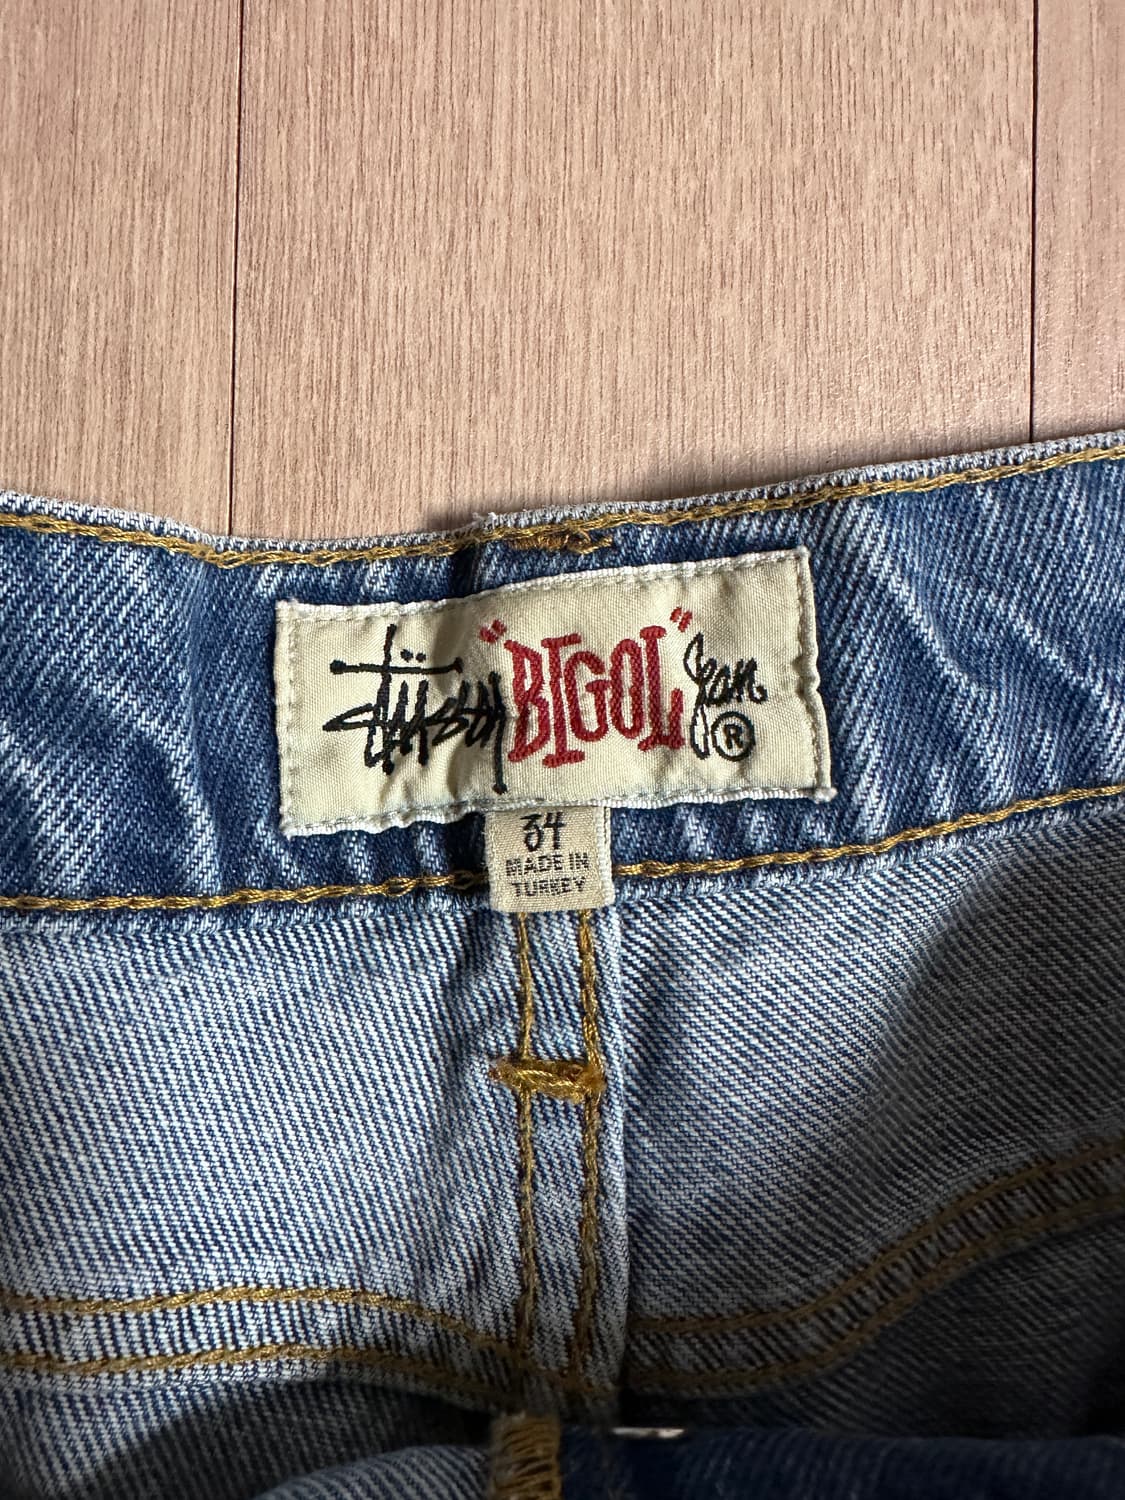 Stüssy "BIGOL" Jean ®
34
MADE IN
TURKEY